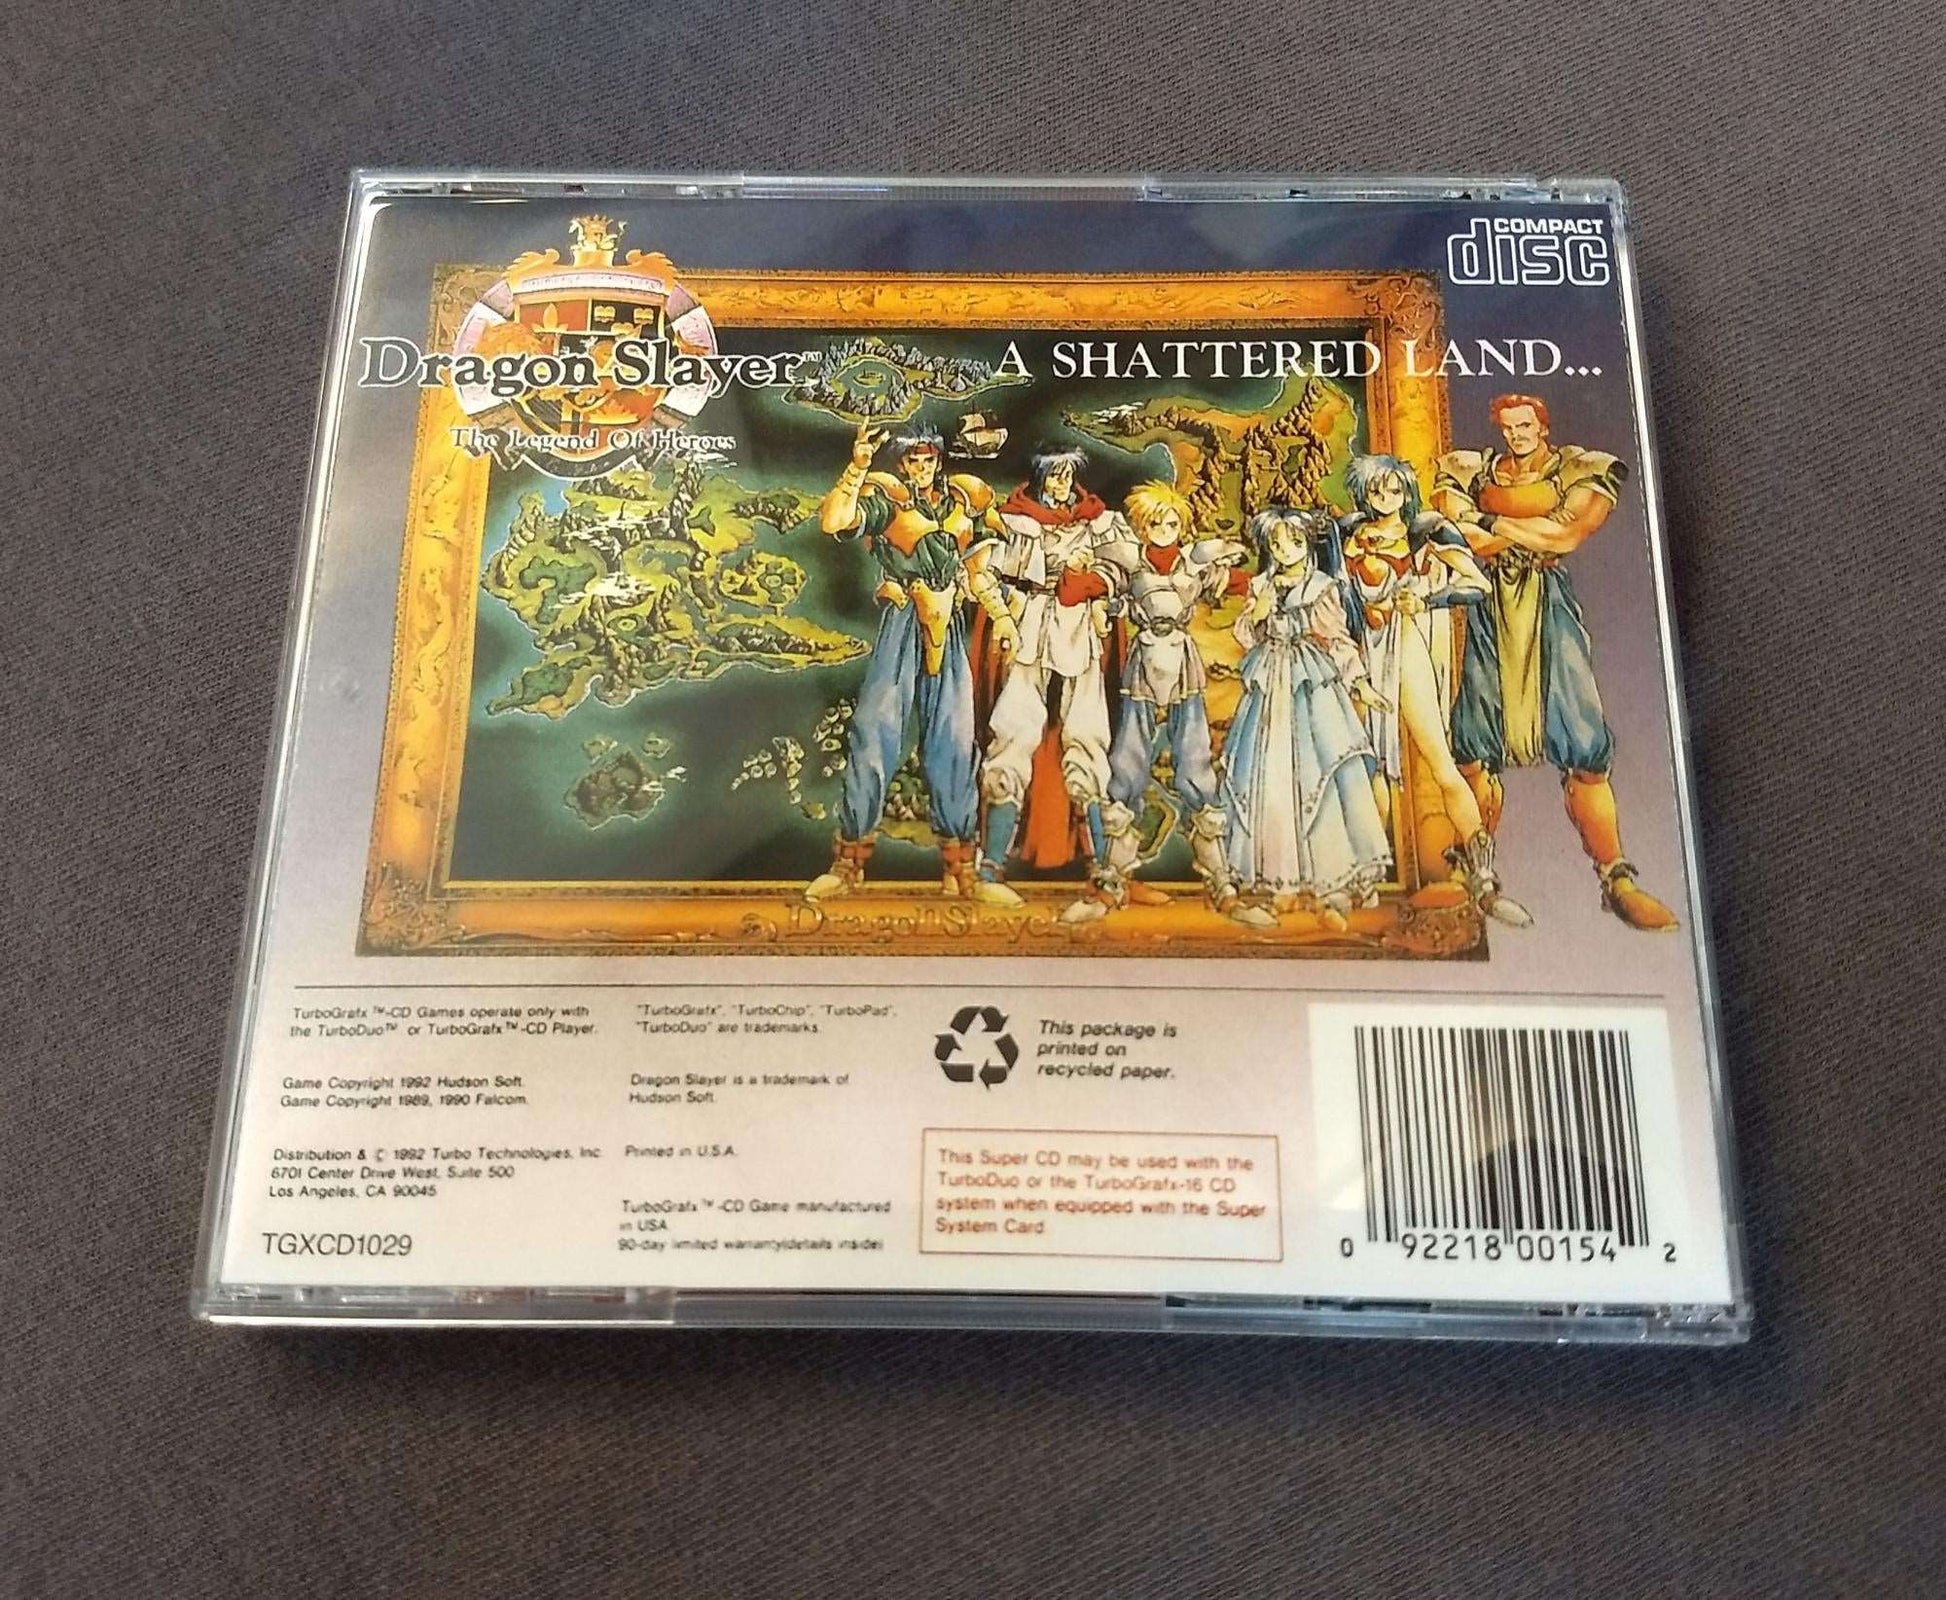 COMPACT
disc
Dragon Slayer™
The Legend Of Heroes
A SHATTERED LAND...
Dragon Slayer
TurboGrafx™-CD Games operate only with
the TurboDuo™ or TurboGrafx™-CD Player.
Game Copyright 1992 Hudson Soft.
Game Copyright 1989, 1990 Falcom.
Distribution & © 1992 Turbo Technologies, Inc.
6701 Center Drive West, Suite 500
Los Angeles, CA 90045
TGXCD1029
"TurboGrafx", "TurboChip", "TurboPad",
"TurboDuo" are trademarks.
Dragon Slayer is a trademark of
Hudson Soft.
Printed in U.S.A.
TurboGrafx™-CD Game manufactured
in USA
90-day limited warranty(details inside)
This package is
printed on
recycled paper.
This Super CD may be used with the
TurboDuo or the TurboGrafx-16 CD
system when equipped with the Super
System Card
0 92218 00154 2